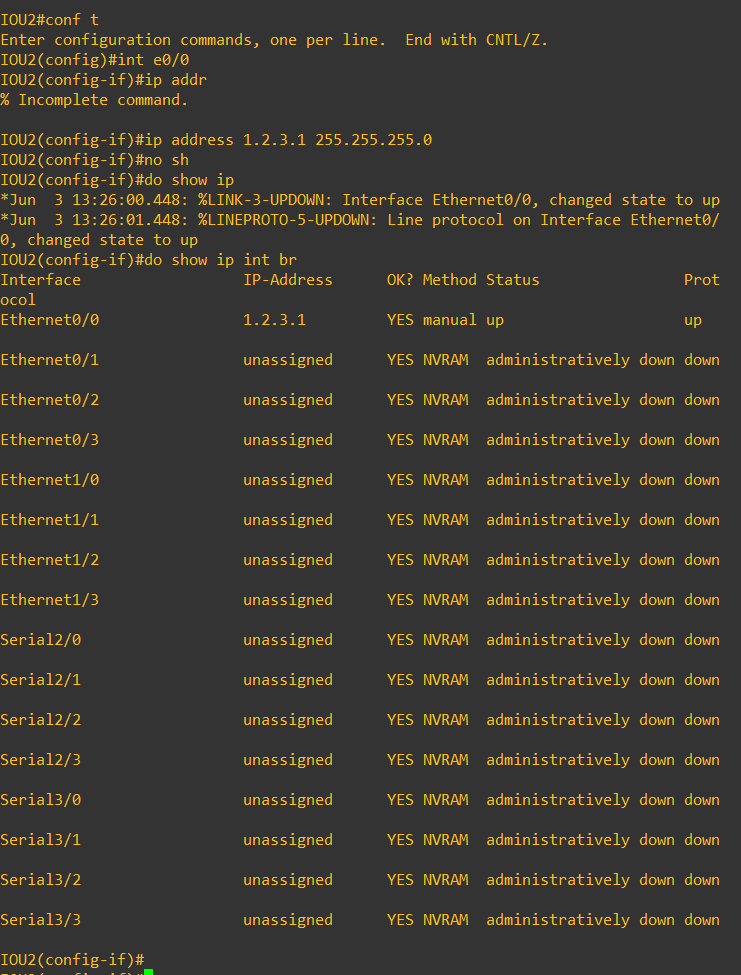 IOU2#conf t
Enter configuration commands, one per line.  End with CNTL/Z.
IOU2(config)#int e0/0
IOU2(config-if)#ip addr
% Incomplete command.
IOU2(config-if)#ip address 1.2.3.1 255.255.255.0
IOU2(config-if)#no sh
IOU2(config-if)#do show ip
*Jun  3 13:26:00.448: %LINK-3-UPDOWN: Interface Ethernet0/0, changed state to up
*Jun  3 13:26:01.448: %LINEPROTO-5-UPDOWN: Line protocol on Interface Ethernet0/
0, changed state to up
IOU2(config-if)#do show ip int br
Interface                  IP-Address      OK? Method Status                Prot
ocol
Ethernet0/0                1.2.3.1         YES manual up                    up
Ethernet0/1                unassigned      YES NVRAM  administratively down down
Ethernet0/2                unassigned      YES NVRAM  administratively down down
Ethernet0/3                unassigned      YES NVRAM  administratively down down
Ethernet1/0                unassigned      YES NVRAM  administratively down down
Ethernet1/1                unassigned      YES NVRAM  administratively down down
Ethernet1/2                unassigned      YES NVRAM  administratively down down
Ethernet1/3                unassigned      YES NVRAM  administratively down down
Serial2/0                  unassigned      YES NVRAM  administratively down down
Serial2/1                  unassigned      YES NVRAM  administratively down down
Serial2/2                  unassigned      YES NVRAM  administratively down down
Serial2/3                  unassigned      YES NVRAM  administratively down down
Serial3/0                  unassigned      YES NVRAM  administratively down down
Serial3/1                  unassigned      YES NVRAM  administratively down down
Serial3/2                  unassigned      YES NVRAM  administratively down down
Serial3/3                  unassigned      YES NVRAM  administratively down down
IOU2(config-if)#